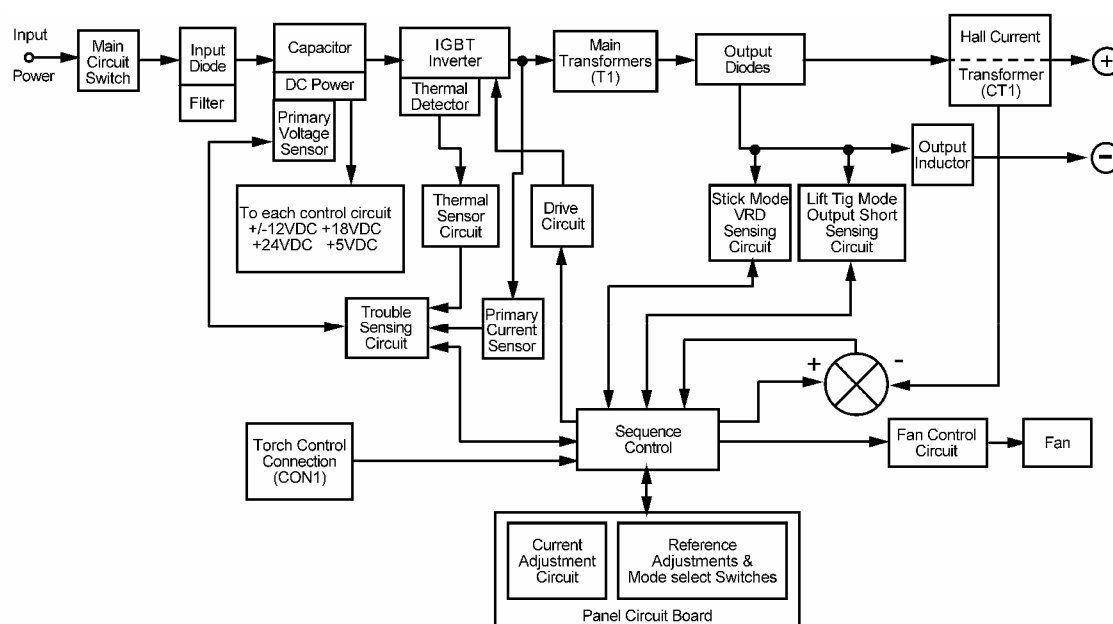 Input
Power
Main
Circuit
Switch
Input
Diode
Filter
Capacitor
DC Power
Primary
Voltage
Sensor
IGBT
Inverter
Thermal
Detector
Main
Transformers
(T1)
Output
Diodes
Hall Current
Transformer
(CT1)
+
Output
Inductor
-
To each control circuit
+/-12VDC +18VDC
+24VDC +5VDC
Thermal
Sensor
Circuit
Drive
Circuit
Stick Mode
VRD
Sensing
Circuit
Lift Tig Mode
Output Short
Sensing
Circuit
Trouble
Sensing
Circuit
Primary
Current
Sensor
+
-
Torch Control
Connection
(CON1)
Sequence
Control
Fan Control
Circuit
Fan
Current
Adjustment
Circuit
Reference
Adjustments &
Mode select Switches
Panel Circuit Board